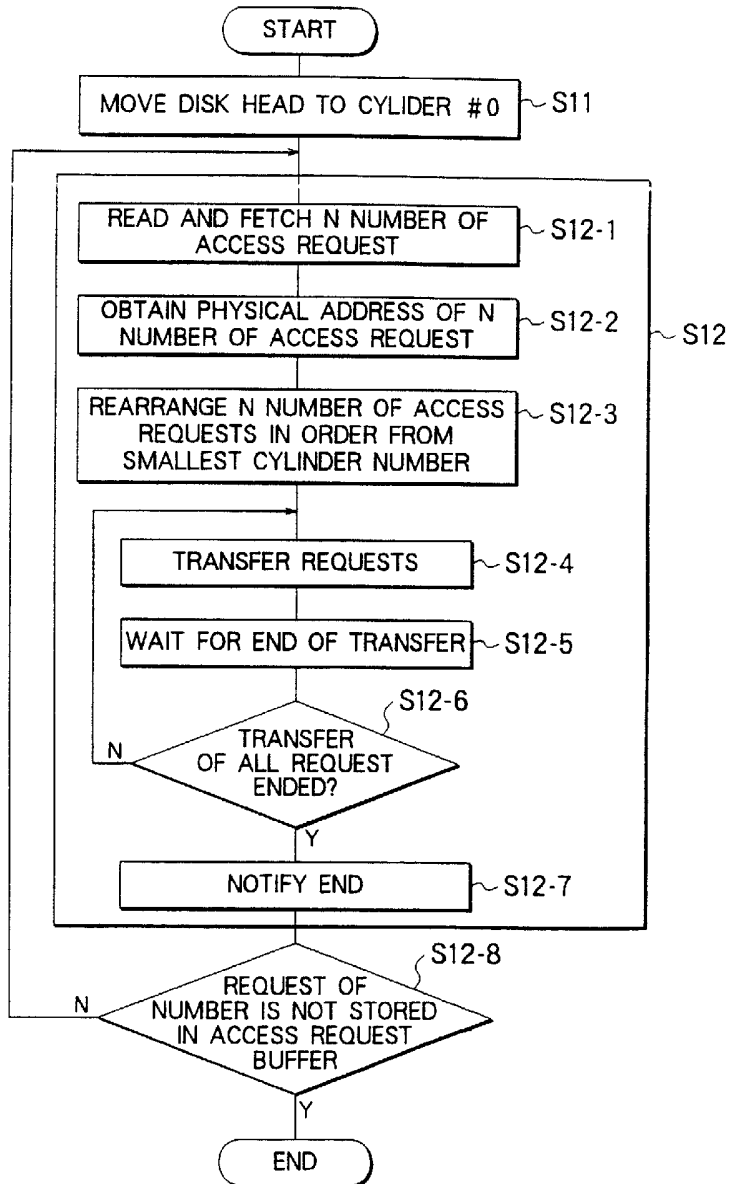 START
MOVE DISK HEAD TO CYLIDER #0
S11
READ AND FETCH N NUMBER OF
ACCESS REQUEST
S12-1
OBTAIN PHYSICAL ADDRESS OF N
NUMBER OF ACCESS REQUEST
S12-2
S12
REARRANGE N NUMBER OF ACCESS
REQUESTS IN ORDER FROM
SMALLEST CYLINDER NUMBER
S12-3
TRANSFER REQUESTS
S12-4
WAIT FOR END OF TRANSFER
S12-5
S12-6
TRANSFER
OF ALL REQUEST
ENDED?
N
Y
NOTIFY END
S12-7
S12-8
REQUEST OF
NUMBER IS NOT STORED
IN ACCESS REQUEST
BUFFER
N
Y
END